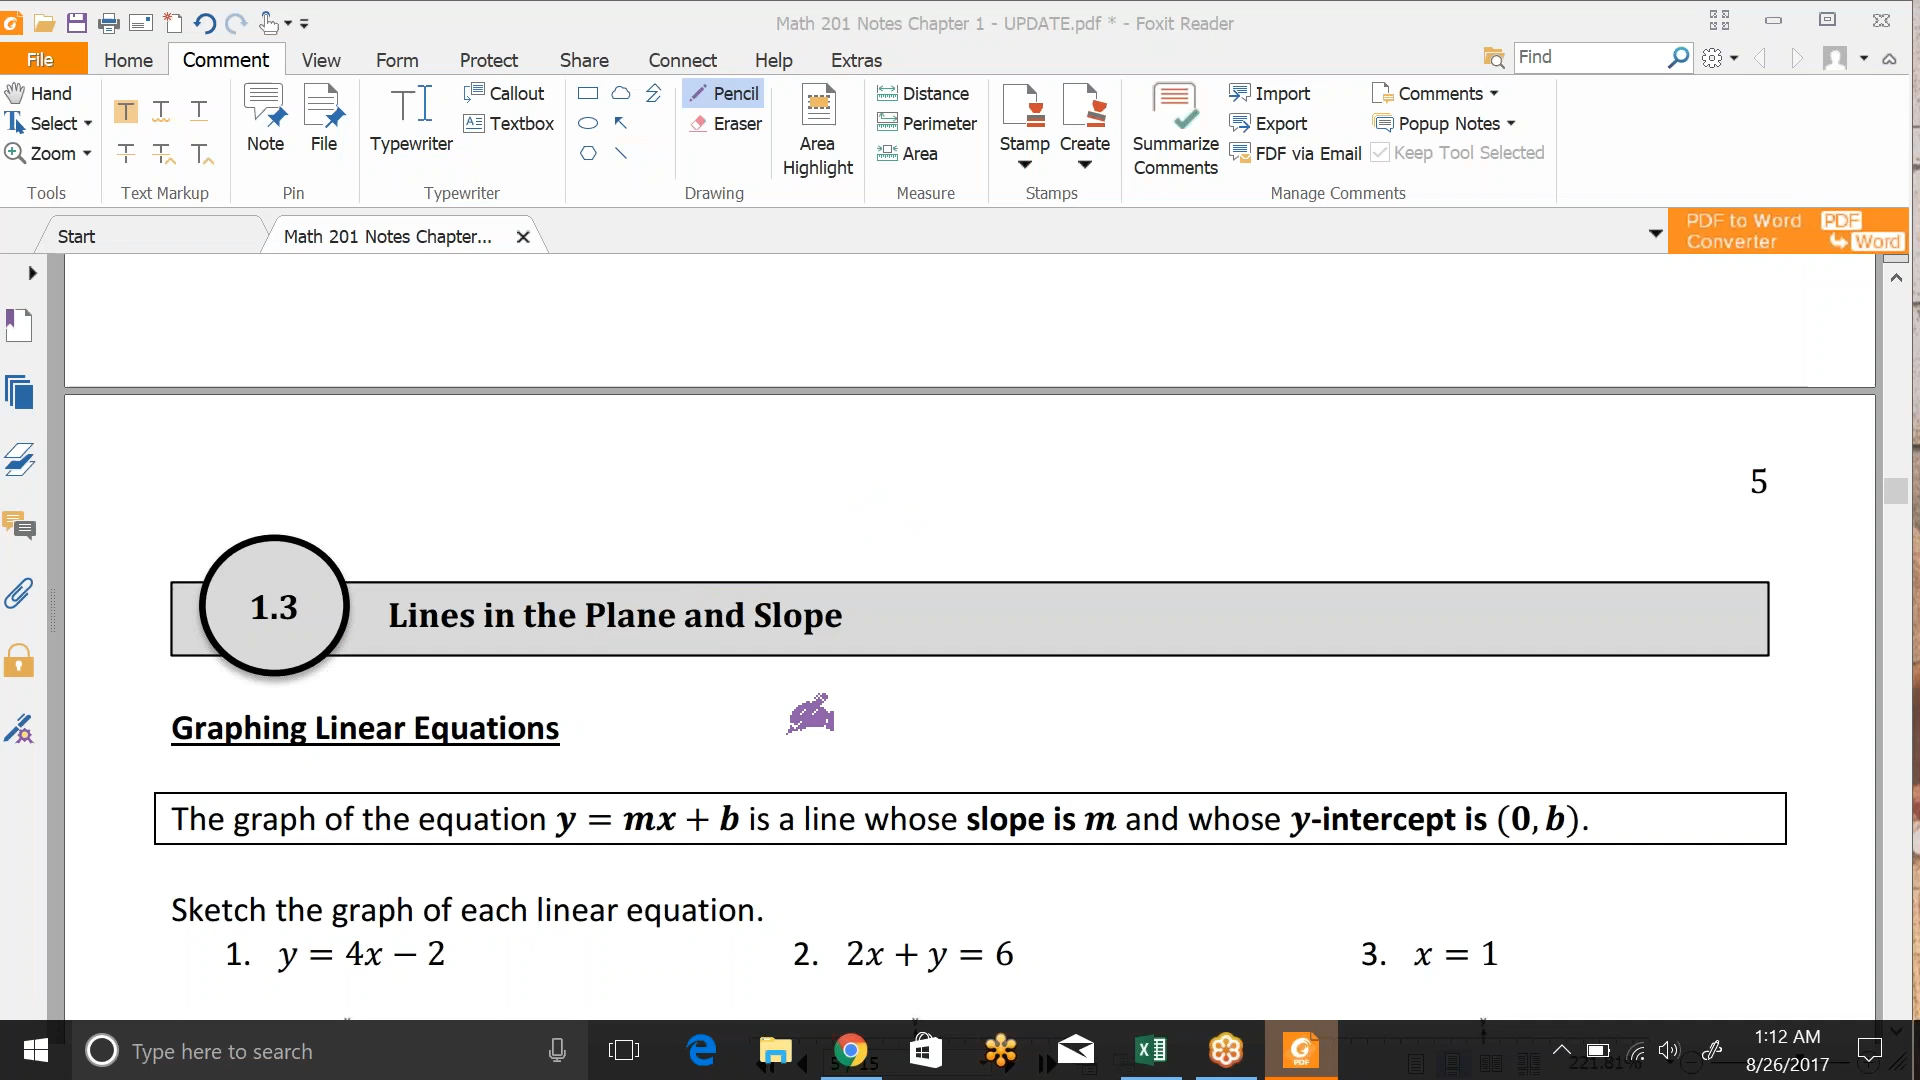 Math 201 Notes Chapter 1 - UPDATE.pdf * - Foxit Reader
File Home Comment View Form Protect Share Connect Help Extras Find
Hand
Select
Zoom
Tools
Text Markup
Note File
Pin
Typewriter
Callout
Textbox
Typewriter
Pencil
Eraser
Drawing
Area
Highlight
Distance
Perimeter
Area
Measure
Stamp Create
Stamps
Summarize
Comments
Import
Export
FDF via Email
Comments
Popup Notes
Keep Tool Selected
Manage Comments
Start Math 201 Notes Chapter...
PDF to Word
Converter
PDF
Word
5
1.3 Lines in the Plane and Slope
Graphing Linear Equations
The graph of the equation y = mx + b is a line whose slope is m and whose y-intercept is (0, b).
Sketch the graph of each linear equation.
1. y = 4x − 2 2. 2x + y = 6 3. x = 1
Type here to search
1:12 AM
8/26/2017